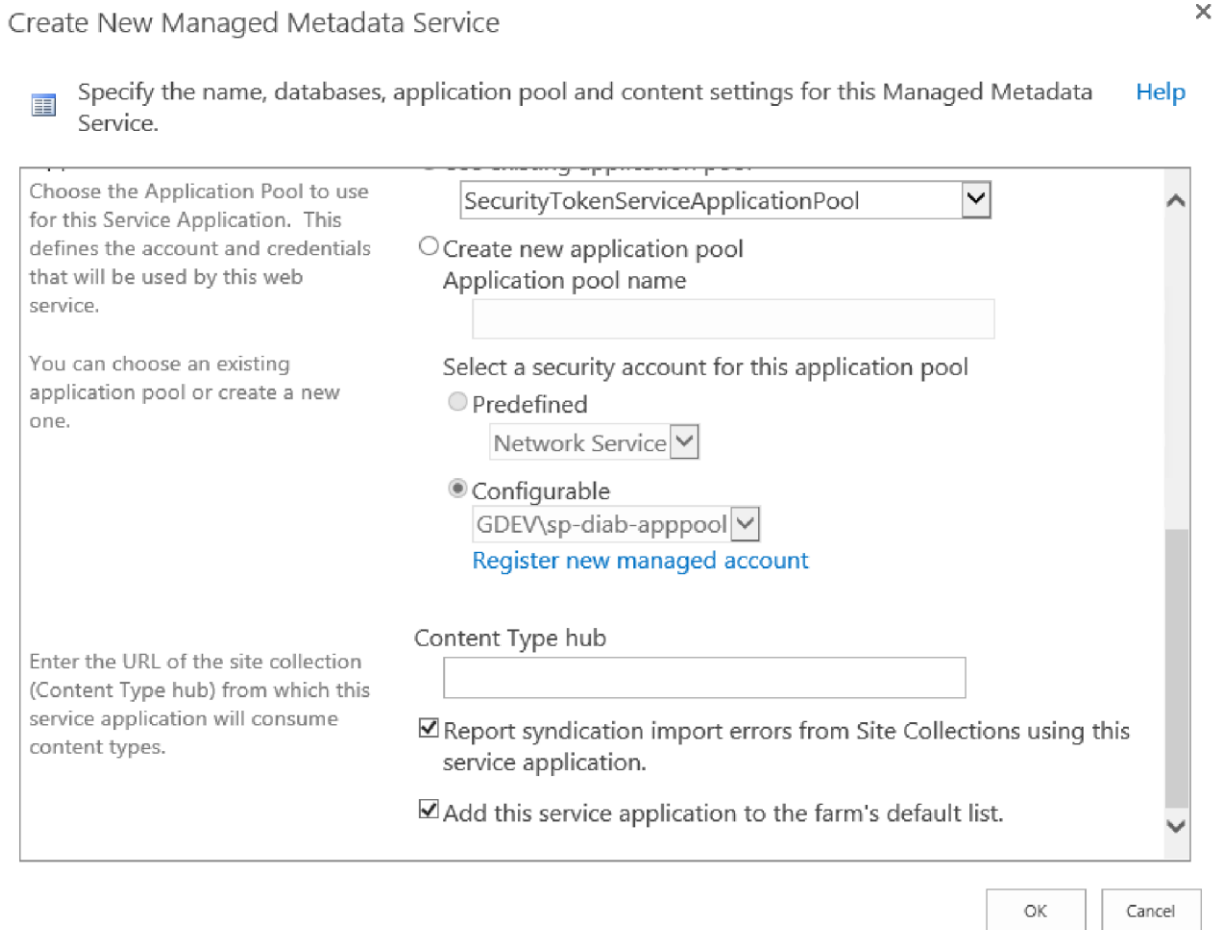 Create New Managed Metadata Service
Specify the name, databases, application pool and content settings for this Managed Metadata
Service.
Help
Choose the Application Pool to use
for this Service Application. This
defines the account and credentials
that will be used by this web
service.
You can choose an existing
application pool or create a new
one.
Use existing application pool
SecurityTokenServiceApplicationPool
Create new application pool
Application pool name
Select a security account for this application pool
Predefined
Network Service
Configurable
GDEV\sp-diab-apppool
Register new managed account
Enter the URL of the site collection
(Content Type hub) from which this
service application will consume
content types.
Content Type hub
Report syndication import errors from Site Collections using this
service application.
Add this service application to the farm's default list.
OK
Cancel